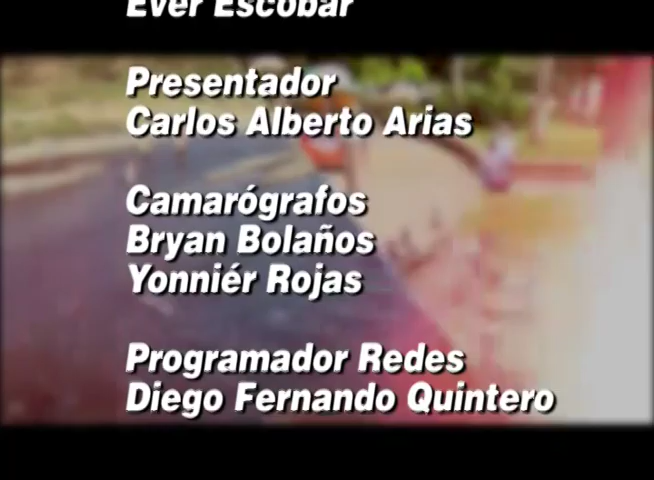 Ever Escobar
Presentador
Carlos Alberto Arias
Camarógrafos
Bryan Bolaños
Yonniér Rojas
Programador Redes
Diego Fernando Quintero